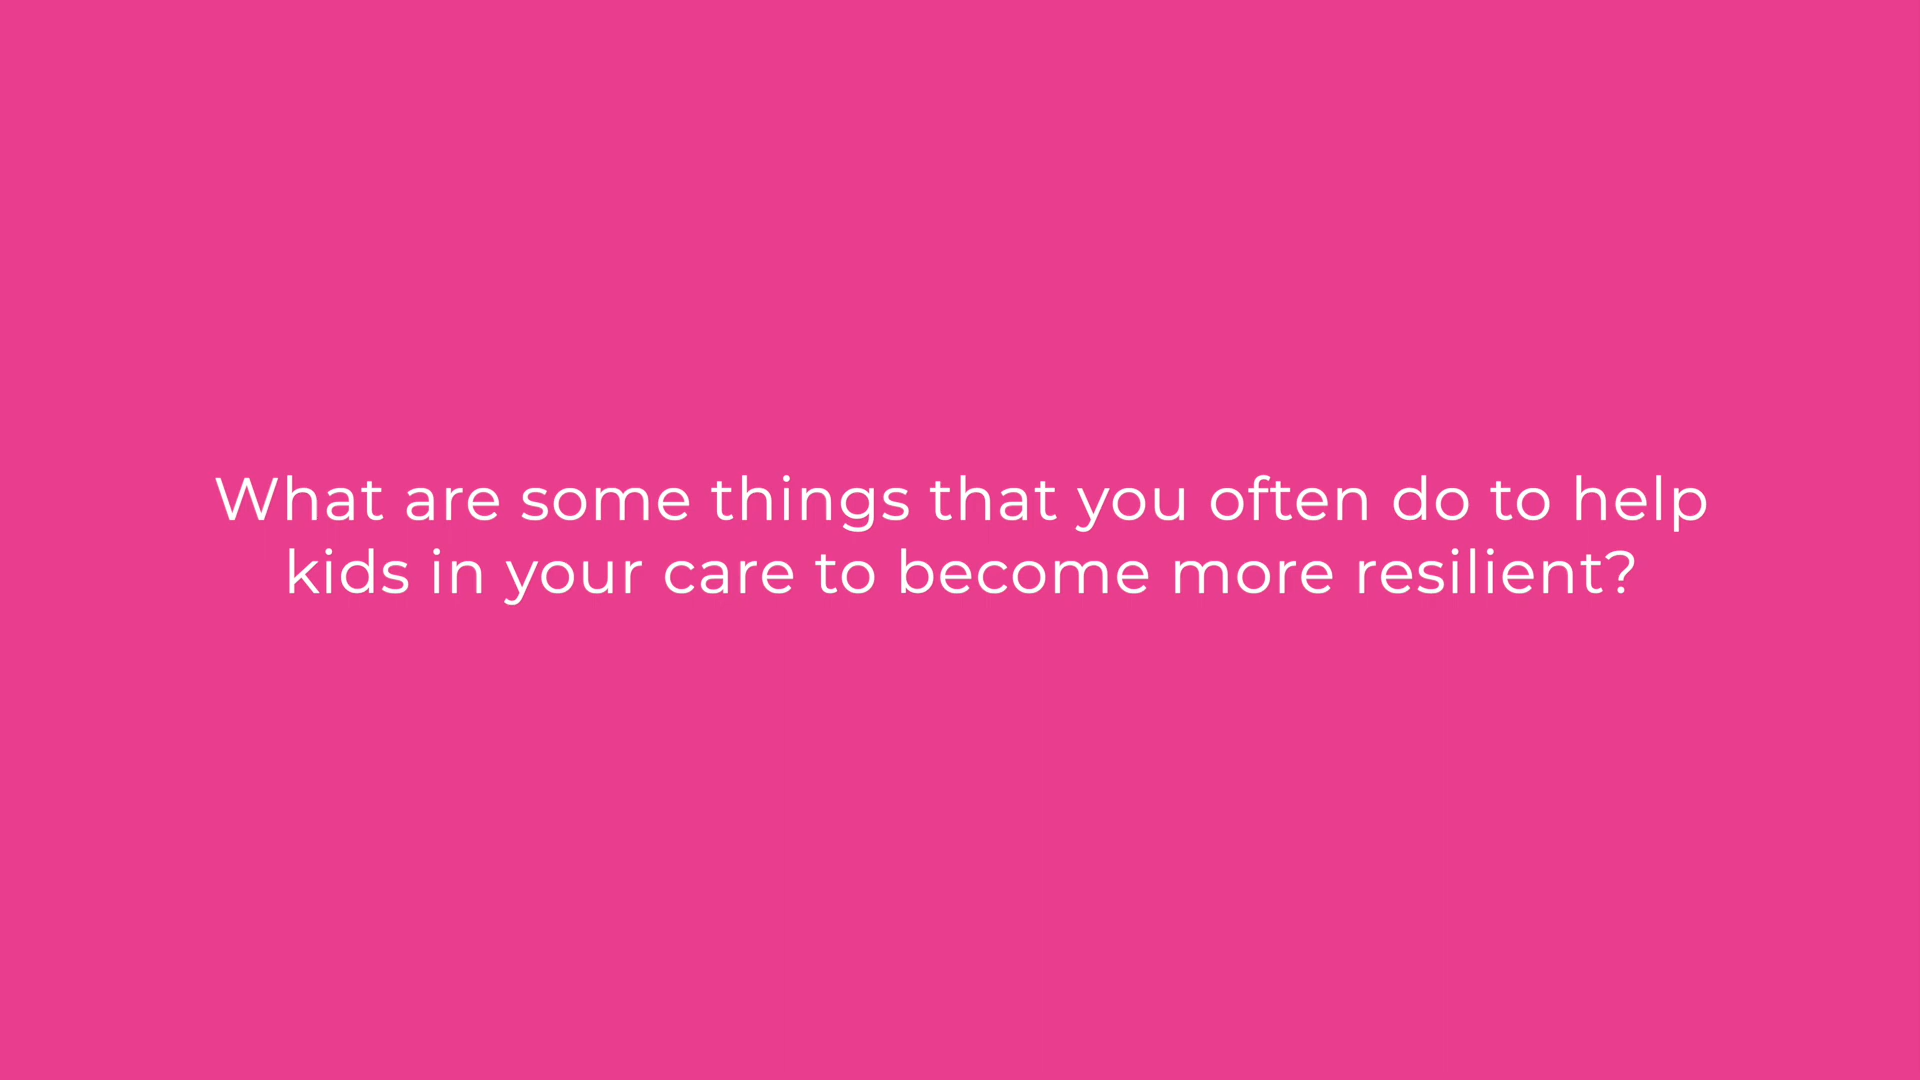 What are some things that you often do to help
kids in your care to become more resilient?